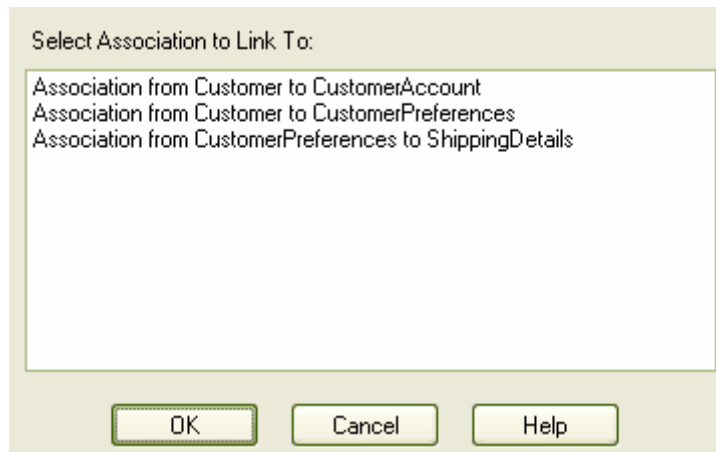 Select Association to Link To:
Association from Customer to CustomerAccount
Association from Customer to CustomerPreferences
Association from CustomerPreferences to ShippingDetails
OK Cancel Help